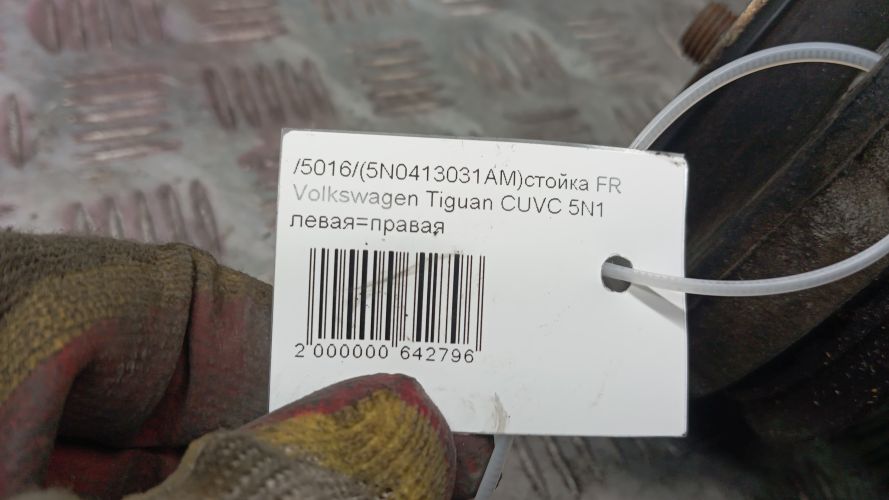 /5016/(5N0413031AM)стойка FR
Volkswagen Tiguan CUVC 5N1
левая=правая
2 000000 642796